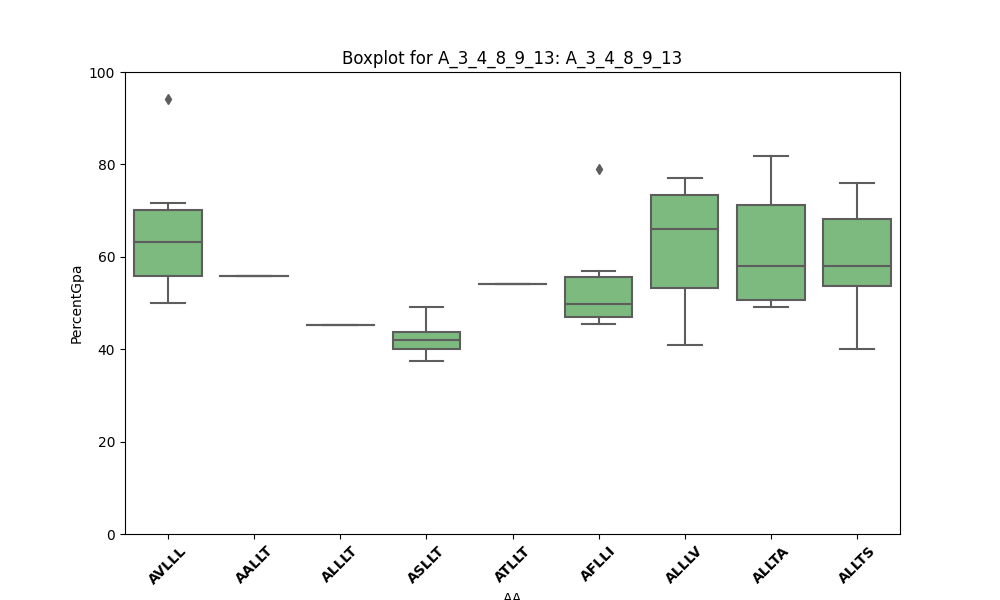 Boxplot for A_3_4_8_9_13: A_3_4_8_9_13
100
80
60
40
20
0
PercentGpa
AVLLL
AALLT
ALLLT
ASLLT
ATLLT
AFLLI
ALLLV
ALLTA
ALLTS
AA